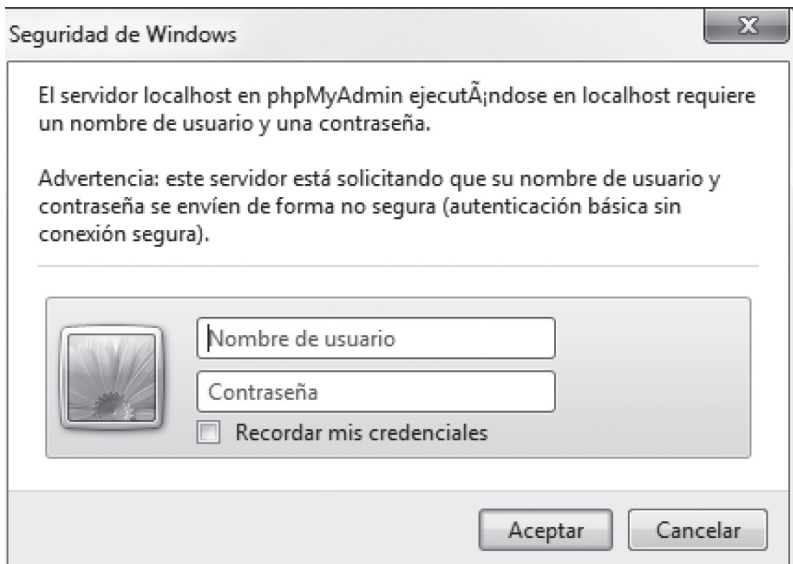 Seguridad de Windows
El servidor localhost en phpMyAdmin ejecutÃ¡ndose en localhost requiere
un nombre de usuario y una contraseña.
Advertencia: este servidor está solicitando que su nombre de usuario y
contraseña se envíen de forma no segura (autenticación básica sin
conexión segura).
Nombre de usuario
Contraseña
Recordar mis credenciales
Aceptar
Cancelar